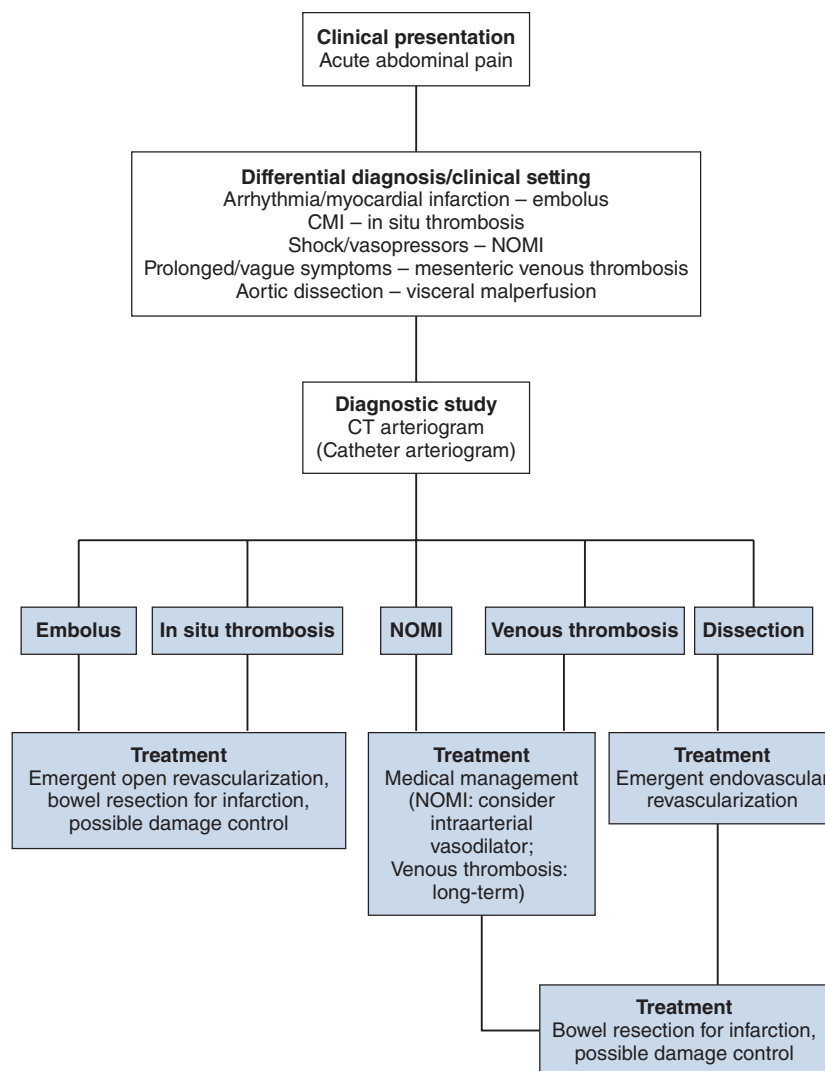 Clinical presentation
Acute abdominal pain
Differential diagnosis/clinical setting
Arrhythmia/myocardial infarction – embolus
CMI – in situ thrombosis
Shock/vasopressors – NOMI
Prolonged/vague symptoms – mesenteric venous thrombosis
Aortic dissection – visceral malperfusion
Diagnostic study
CT arteriogram
(Catheter arteriogram)
Embolus
In situ thrombosis
NOMI
Venous thrombosis
Dissection
Treatment
Emergent open revascularization,
bowel resection for infarction,
possible damage control
Treatment
Medical management
(NOMI: consider
intraarterial
vasodilator;
Venous thrombosis:
long-term)
Treatment
Emergent endovascular
revascularization
Treatment
Bowel resection for infarction,
possible damage control